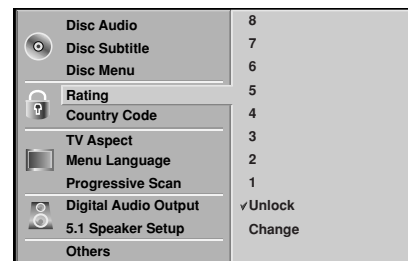 Disc Audio
Disc Subtitle
Disc Menu
Rating
Country Code
TV Aspect
Menu Language
Progressive Scan
Digital Audio Output
5.1 Speaker Setup
Others
8
7
6
5
4
3
2
1
✓Unlock
Change